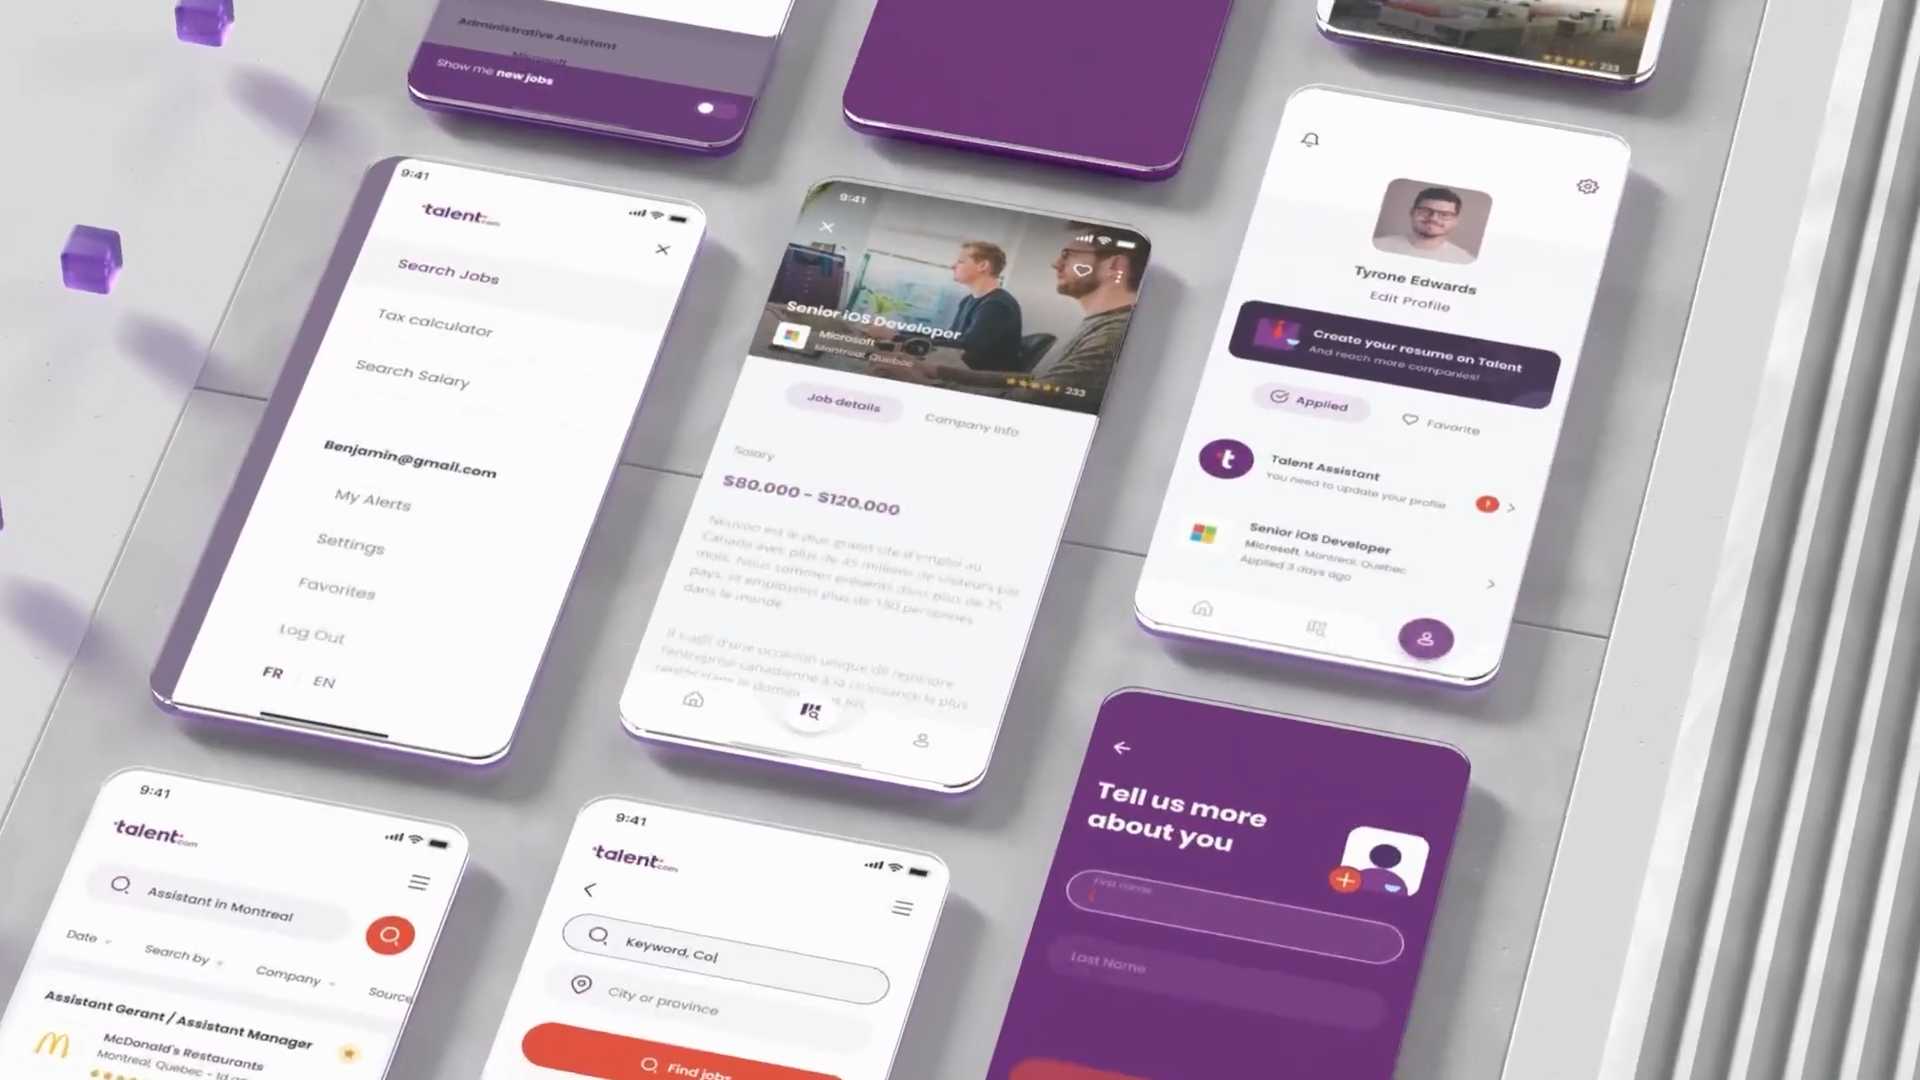 Administrative Assistant
Microsoft
Show me new jobs
233
9:41
talent.com
Search Jobs
Tax calculator
Search Salary
Benjamin@gmail.com
My Alerts
Settings
Favorites
Log Out
FR
EN
9:41
Senior iOS Developer
Microsoft
Montreal, Quebec
233
Job details
Company Info
Salary
$80.000 - $120.000
Neuvoo est le plus grand site d'emploi au
Canada avec plus de 45 millions de visiteurs par
mois. Nous sommes présents dans plus de 75
pays, et employons plus de 150 personnes
dans le monde.
Il s'agit d'une occasion unique de rejoindre
l'entreprise canadienne à la croissance la plus
Tyrone Edwards
Edit Profile
Create your resume on Talent
And reach more companies!
Applied
Favorite
t
Talent Assistant
You need to update your profile
Senior iOS Developer
Microsoft, Montreal, Quebec
Applied 3 days ago
9:41
talent.com
Assistant in Montreal
Date
Search by
Company
Source
Assistant Gerant / Assistant Manager
McDonald's Restaurants
Montreal, Quebec -
9:41
talent.com
Keyword, Co
City or province
Find jobs
Tell us more
about you
First name
Last Name